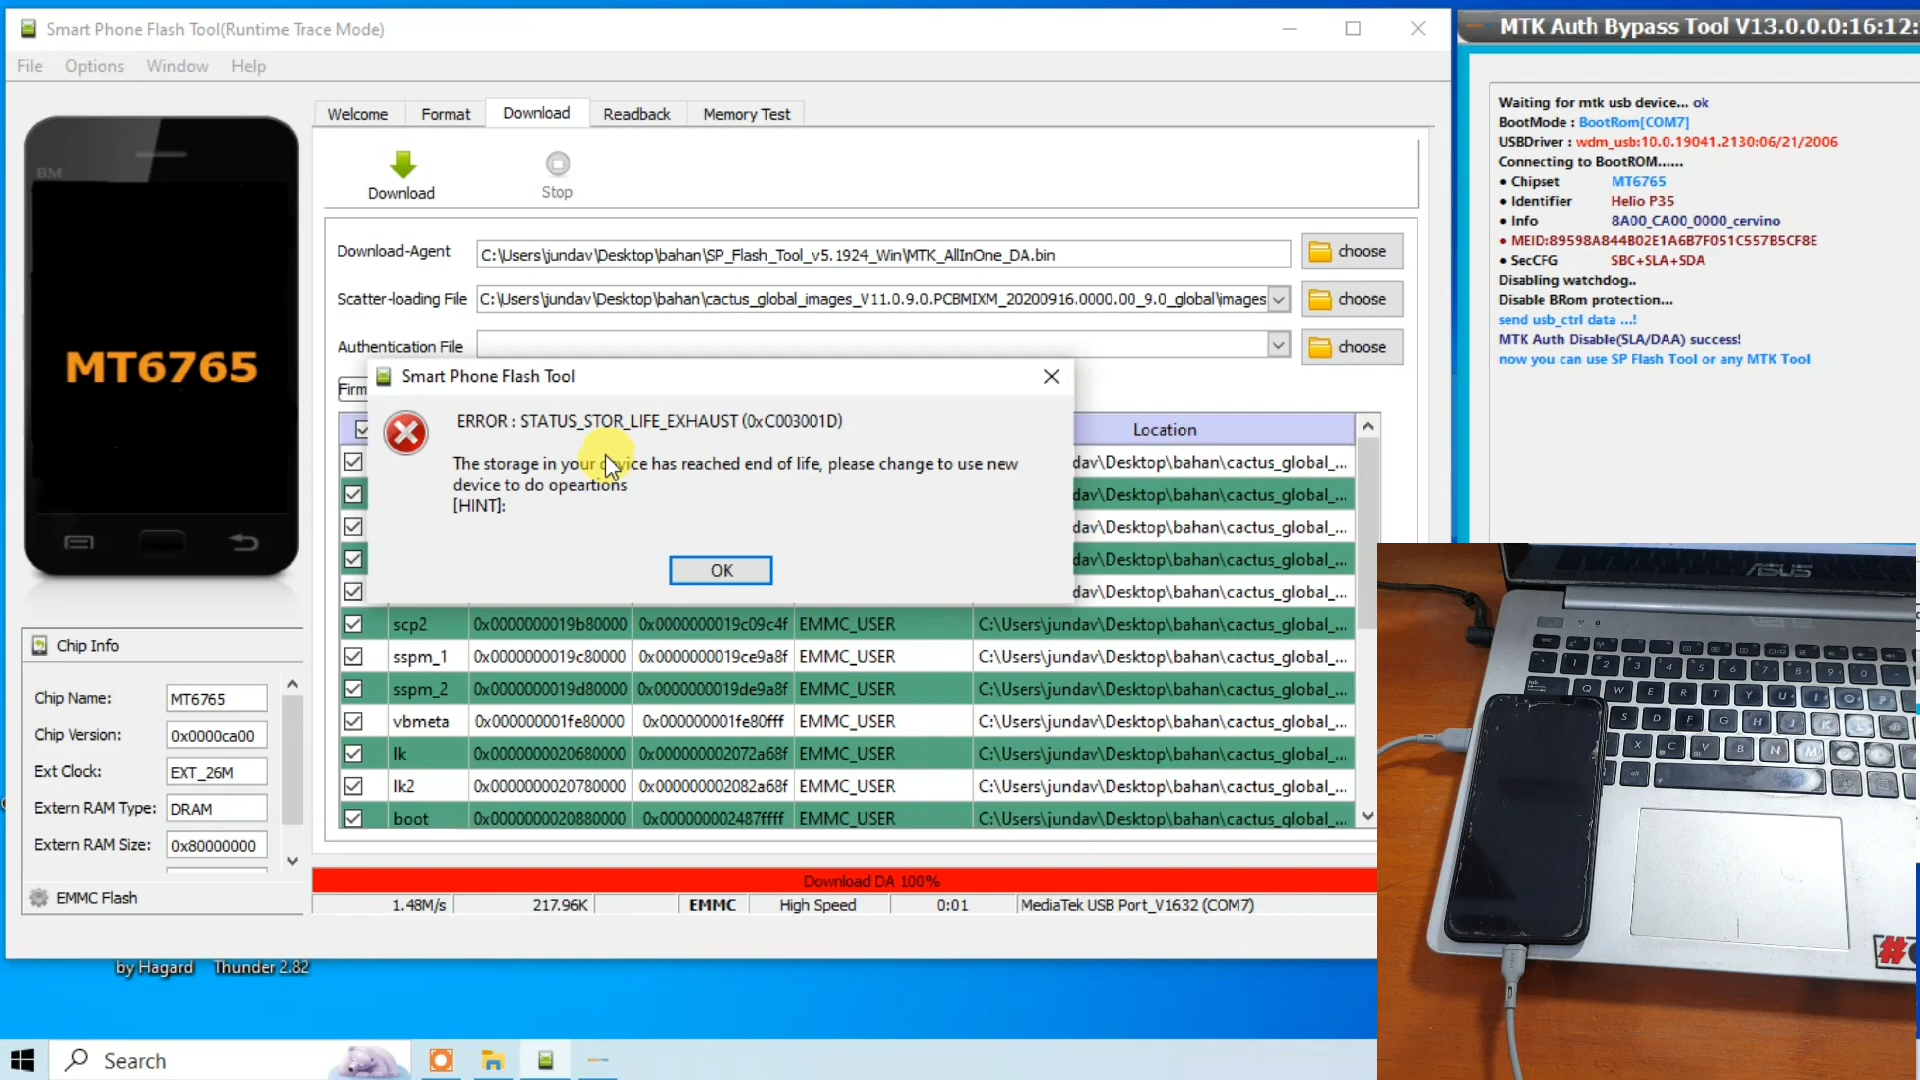 Smart Phone Flash Tool(Runtime Trace Mode)
File Options Window Help
BM
MT6765
Welcome Format Download Readback Memory Test
Download Stop
Download-Agent C:\Users\jundav\Desktop\bahan\SP_Flash_Tool_v5.1924_Win\MTK_AllInOne_DA.bin choose
Scatter-loading File C:\Users\jundav\Desktop\bahan\cactus_global_images_V11.0.9.0.PCBMIXM_20200916.0000.00_9.0_global\images choose
Authentication File choose
Firm
Smart Phone Flash Tool
ERROR : STATUS_STOR_LIFE_EXHAUST (0xC003001D)
The storage in your device has reached end of life, please change to use new
device to do opeartions
[HINT]:
OK
Location
dav\Desktop\bahan\cactus_global_...
dav\Desktop\bahan\cactus_global_...
dav\Desktop\bahan\cactus_global_...
dav\Desktop\bahan\cactus_global_...
dav\Desktop\bahan\cactus_global_...
scp2 0x0000000019b80000 0x0000000019c09c4f EMMC_USER C:\Users\jundav\Desktop\bahan\cactus_global_...
sspm_1 0x0000000019c80000 0x0000000019ce9a8f EMMC_USER C:\Users\jundav\Desktop\bahan\cactus_global_...
sspm_2 0x0000000019d80000 0x0000000019de9a8f EMMC_USER C:\Users\jundav\Desktop\bahan\cactus_global_...
vbmeta 0x000000001fe80000 0x000000001fe80fff EMMC_USER C:\Users\jundav\Desktop\bahan\cactus_global_...
lk 0x0000000020680000 0x000000002072a68f EMMC_USER C:\Users\jundav\Desktop\bahan\cactus_global_...
lk2 0x0000000020780000 0x000000002082a68f EMMC_USER C:\Users\jundav\Desktop\bahan\cactus_global_...
boot 0x0000000020880000 0x000000002487ffff EMMC_USER C:\Users\jundav\Desktop\bahan\cactus_global_...
Chip Info
Chip Name: MT6765
Chip Version: 0x0000ca00
Ext Clock: EXT_26M
Extern RAM Type: DRAM
Extern RAM Size: 0x80000000
EMMC Flash
Download DA 100%
1.48M/s 217.96K EMMC High Speed 0:01 MediaTek USB Port_V1632 (COM7)
by Hagard Thunder 2.82
Search
MTK Auth Bypass Tool V13.0.0.0:16:12:
Waiting for mtk usb device... ok
BootMode : BootRom[COM7]
USBDriver : wdm_usb:10.0.19041.2130:06/21/2006
Connecting to BootROM......
• Chipset MT6765
• Identifier Helio P35
• Info 8A00_CA00_0000_cervino
• MEID:89598A844B02E1A6B7F051C557B5CF8E
• SecCFG SBC+SLA+SDA
Disabling watchdog..
Disable BRom protection...
send usb_ctrl data ...!
MTK Auth Disable(SLA/DAA) success!
now you can use SP Flash Tool or any MTK Tool
ASUS